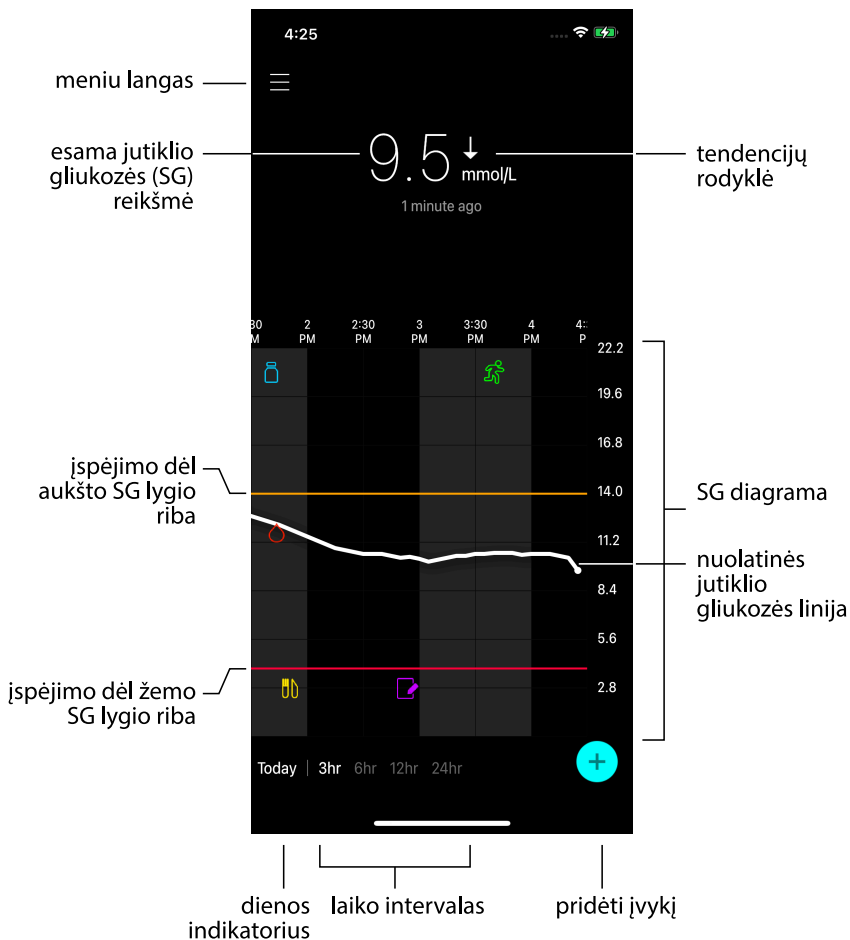 4:25
meniu langas
esama jutiklio
gliukozės (SG)
reikšmė
9.5
mmol/L
1 minute ago
tendencijų
rodyklė
30 2 2:30 3 3:30 4 4:
M PM PM PM PM PM P
22.2
19.6
16.8
14.0
11.2
8.4
5.6
2.8
įspėjimo dėl
aukšto SG lygio
riba
SG diagrama
nuolatinės
jutiklio
gliukozės linija
įspėjimo dėl žemo
SG lygio riba
Today | 3hr 6hr 12hr 24hr
+
dienos
indikatorius
laiko intervalas
pridėti įvykį